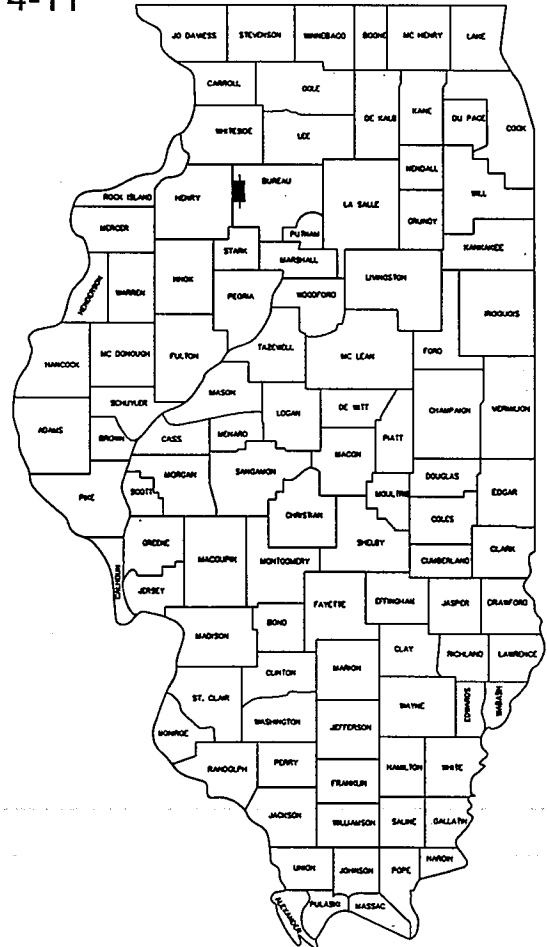 4-11
JO DAVIESS STEVENSON WINNEBAGO BOONE MC HENRY LAKE
CARROLL OGLE
DE KALB KANE DU PAGE COOK
WHITESIDE LEE
KENDALL
BUREAU WILL
ROCK ISLAND HENRY LA SALLE GRUNDY
MERCER PUTNAM
STARK MARSHALL KANKAKEE
HENDERSON WARREN KNOX PEORIA WOODFORD LIVINGSTON
IROQUOIS
TAZEWELL MC LEAN FORD
HANCOCK MC DONOUGH FULTON
MASON
SCHUYLER LOGAN DE WITT CHAMPAIGN VERMILION
ADAMS BROWN CASS MENARD MACON PIATT
SANGAMON DOUGLAS
PIKE SCOTT MORGAN MOULTRIE EDGAR
CHRISTIAN COLES
GREENE MACOUPIN MONTGOMERY SHELBY CLARK
CUMBERLAND
CALHOUN JERSEY FAYETTE EFFINGHAM JASPER CRAWFORD
BOND
MADISON CLAY RICHLAND LAWRENCE
CLINTON MARION
ST. CLAIR WAYNE EDWARDS WABASH
WASHINGTON JEFFERSON
MONROE
RANDOLPH PERRY HAMILTON WHITE
FRANKLIN
JACKSON WILLIAMSON SALINE GALLATIN
UNION JOHNSON POPE HARDIN
ALEXANDER PULASKI MASSAC